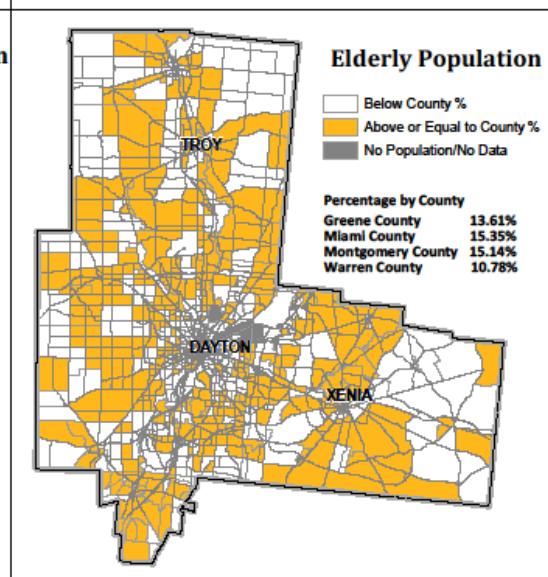 n
Elderly Population
Below County %
Above or Equal to County %
No Population/No Data
TROY
Percentage by County
Greene County 13.61%
Miami County 15.35%
Montgomery County 15.14%
Warren County 10.78%
DAYTON
XENIA